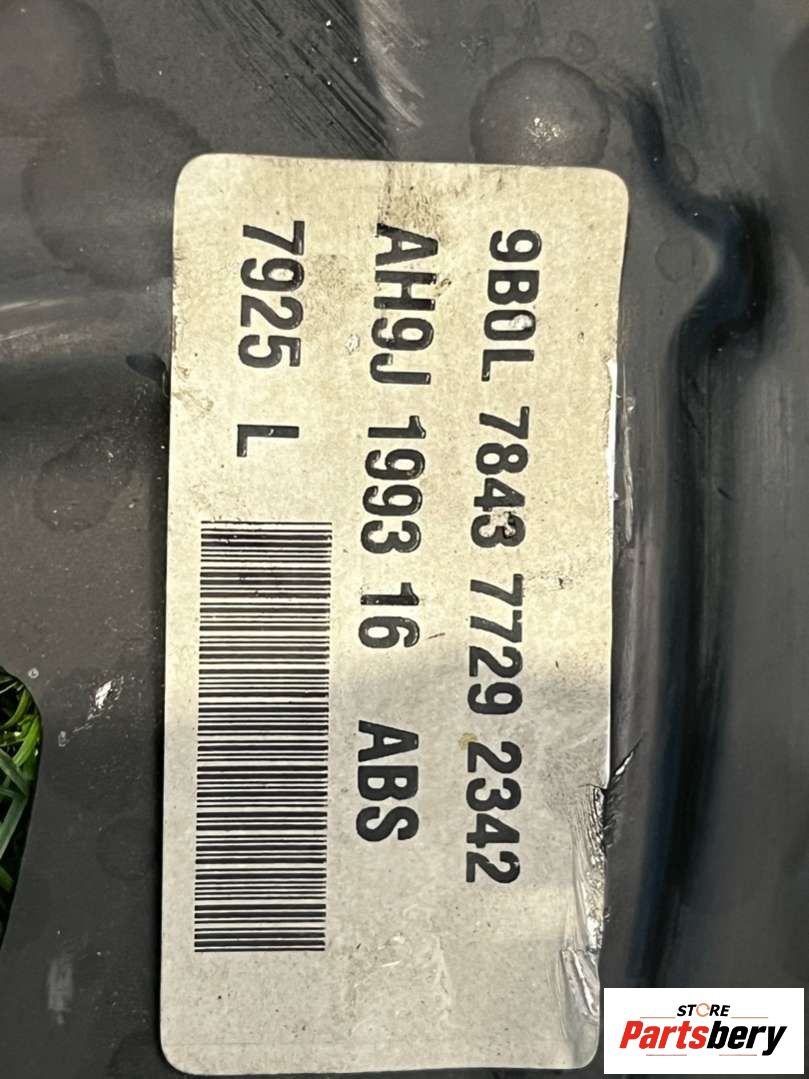 9B0L 7843 7729 2342
AH9J 1993 16 ABS
7925 L
STORE
Partsbery